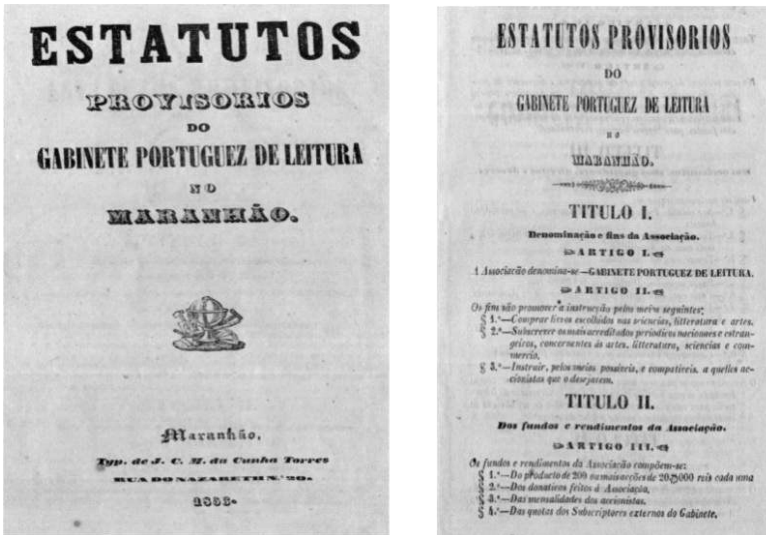 ESTATUTOS
PROVISORIOS
DO
GABINETE PORTUGUEZ DE LEITURA
NO
MARANHÃO.
Maranhão,
Typ. de J. C. M. da Cunha Torres
RUA DO NAZARETH N.º 20.
ESTATUTOS PROVISORIOS
DO
GABINETE PORTUGUEZ DE LEITURA
NO
MARANHÃO.
TITULO I.
Denominação e fins da Associação.
ARTIGO I.
A Associacão denomina-se—GABINETE PORTUGUEZ DE LEITURA.
ARTIGO II.
Os fins são promover a instrucção pelos meios seguintes:
§ 1.º—Comprar livros escolhidos nas sciencias, litteratura e artes.
§ 2.º—Subscrever os mais acreditados periodicos nacionaes e estran-
geiros, concernentes ás artes, litteratura, sciencias e com-
mercio.
§ 3.º—Instruir, pelos meios possiveis, e compativeis, a quelles ac-
cionistas que o desejarem.
TITULO II.
Dos fundos e rendimentos da Associação.
ARTIGO III.
Os fundos e rendimentos da Associação compõem-se:
§ 1.º—Do producto de 200 ou mais acções de 20$000 reis cada uma
§ 2.º—Dos donativos feitos á Associação.
§ 3.º—Das mensalidades dos accionistas.
§ 4.º—Das quotas dos Subscriptores externos do Gabinete.